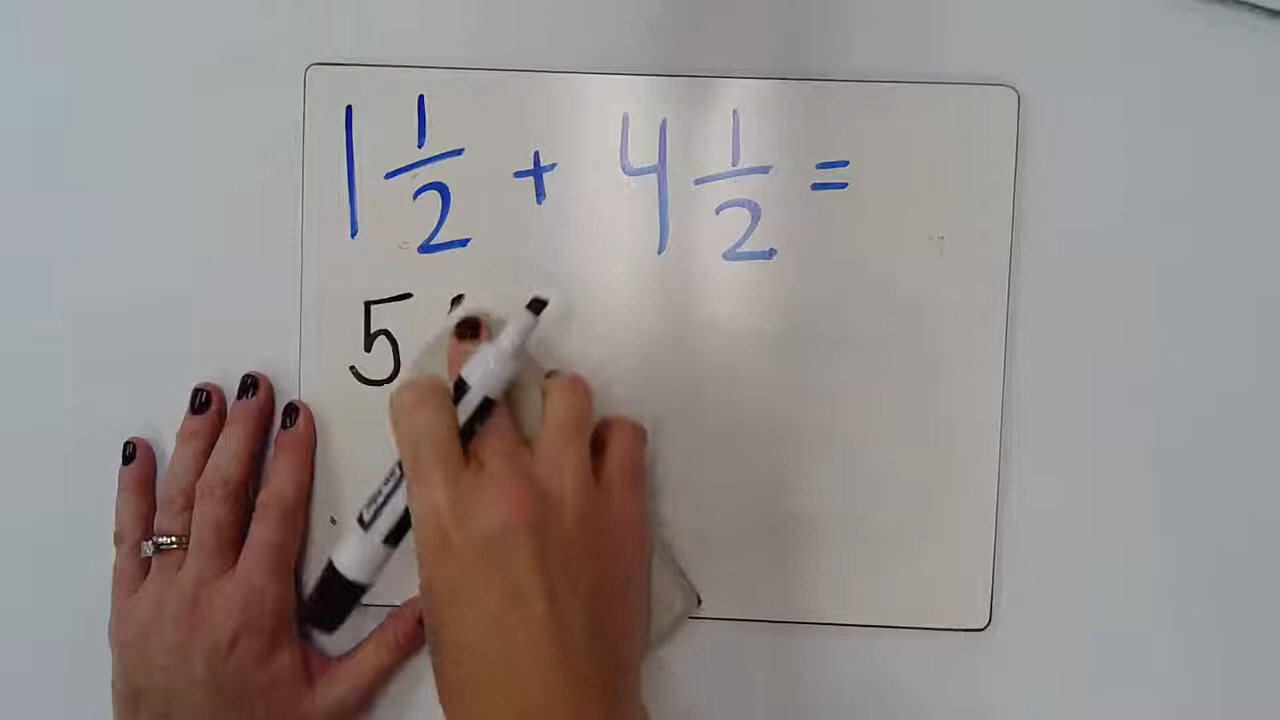 1 1/2 + 4 1/2 =
5